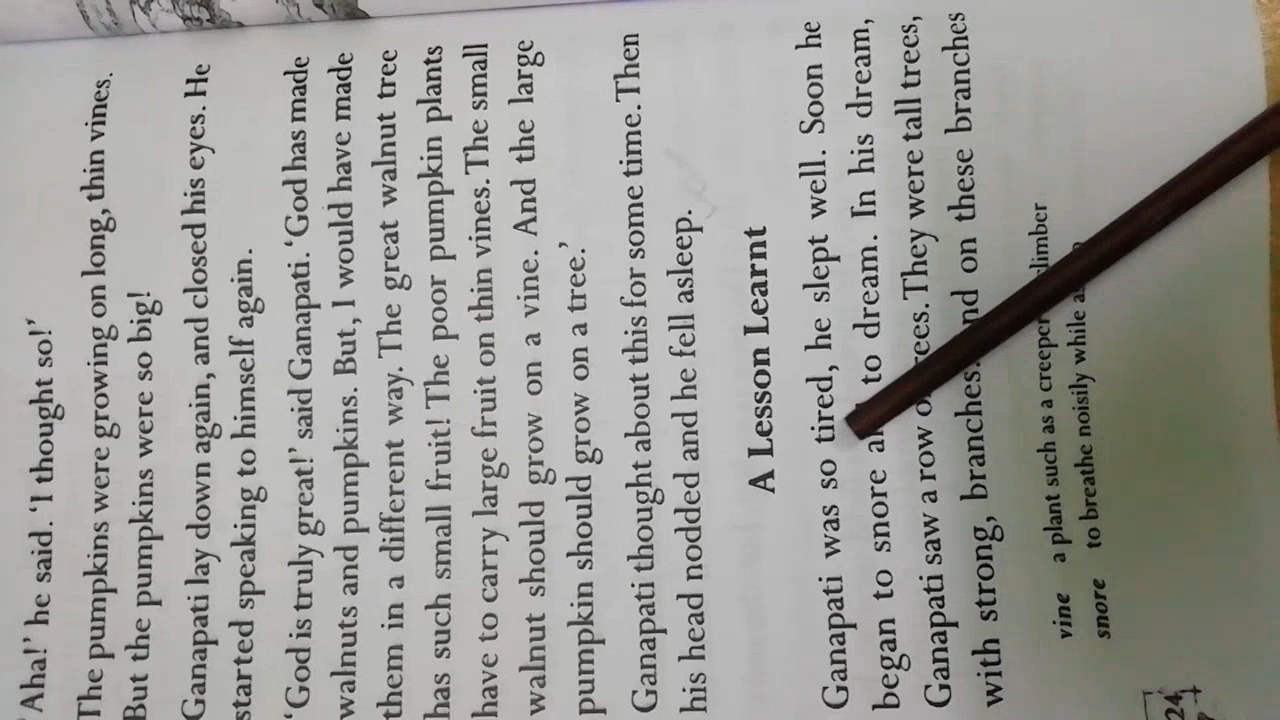 'Aha!' he said. 'I thought so!'
The pumpkins were growing on long, thin vines.
But the pumpkins were so big!
Ganapati lay down again, and closed his eyes. He
started speaking to himself again.
'God is truly great!' said Ganapati. 'God has made
walnuts and pumpkins. But, I would have made
them in a different way. The great walnut tree
has such small fruit! The poor pumpkin plants
have to carry large fruit on thin vines. The small
walnut should grow on a vine. And the large
pumpkin should grow on a tree.'
Ganapati thought about this for some time. Then
his head nodded and he fell asleep.
A Lesson Learnt
Ganapati was so tired, he slept well. Soon he
began to snore to dream. In his dream,
Ganapati saw a row They were tall trees,
with strong, branches. on these branches
vine a plant such as a creeper
snore to breathe noisily while
24